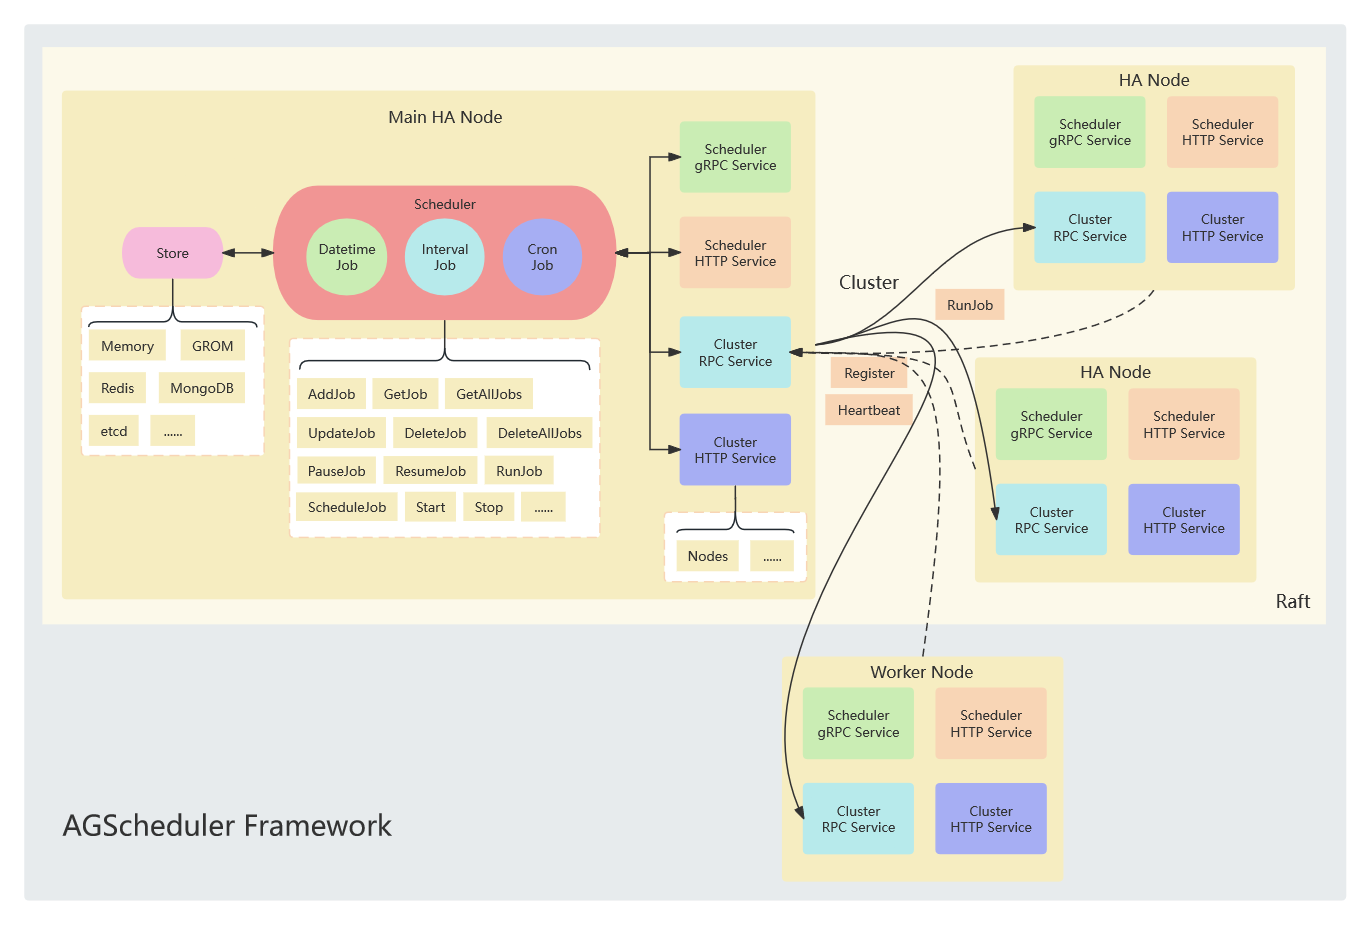 Main HA Node
Store
Memory
GROM
Redis
MongoDB
etcd
......
Scheduler
Datetime
Job
Interval
Job
Cron
Job
AddJob
GetJob
GetAllJobs
UpdateJob
DeleteJob
DeleteAllJobs
PauseJob
ResumeJob
RunJob
ScheduleJob
Start
Stop
......
Scheduler
gRPC Service
Scheduler
HTTP Service
Cluster
RPC Service
Cluster
HTTP Service
Nodes
......
Cluster
RunJob
Register
Heartbeat
HA Node
Scheduler
gRPC Service
Scheduler
HTTP Service
Cluster
RPC Service
Cluster
HTTP Service
HA Node
Scheduler
gRPC Service
Scheduler
HTTP Service
Cluster
RPC Service
Cluster
HTTP Service
Raft
Worker Node
Scheduler
gRPC Service
Scheduler
HTTP Service
Cluster
RPC Service
Cluster
HTTP Service
AGScheduler Framework